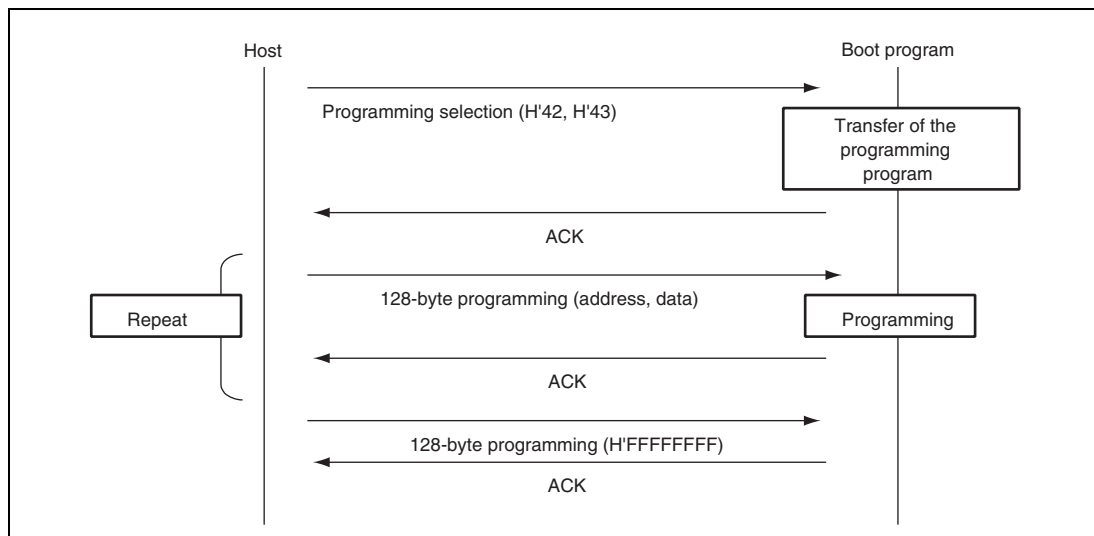 Host
Boot program
Programming selection (H'42, H'43)
Transfer of the
programming
program
ACK
128-byte programming (address, data)
Repeat
Programming
ACK
128-byte programming (H'FFFFFFFF)
ACK